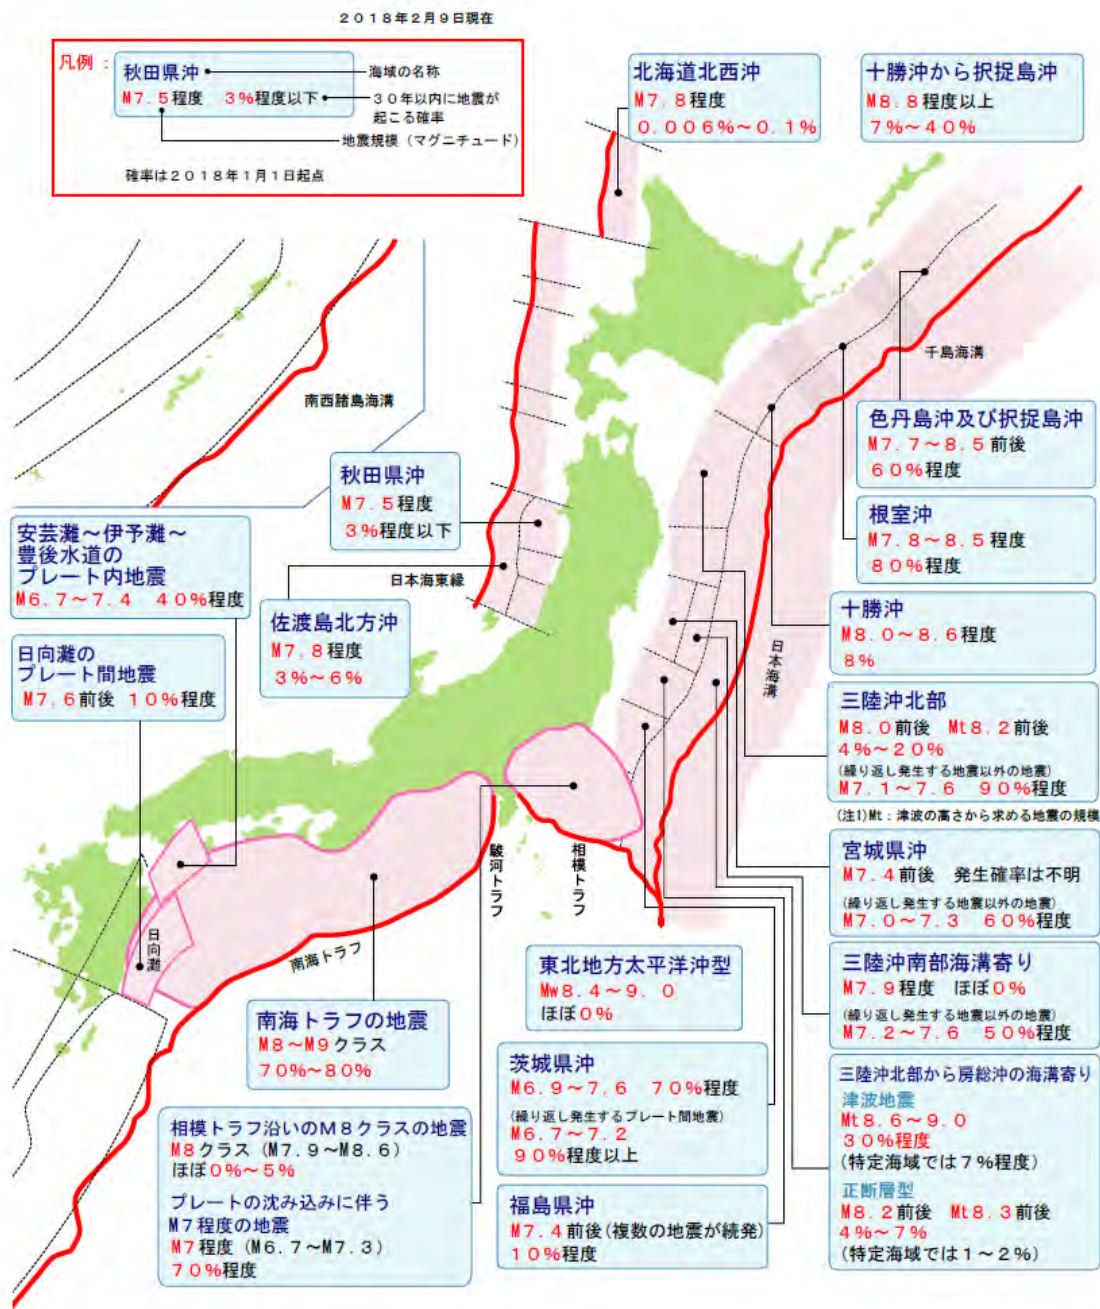 2018年2月9日現在
凡例:
秋田県沖
M7.5程度 3%程度以下
海域の名称
30年以内に地震が
起こる確率
地震規模(マグニチュード)
確率は2018年1月1日起点
北海道北西沖
M7.8程度
0.006%~0.1%
十勝沖から択捉島沖
M8.8程度以上
7%~40%
千島海溝
南西諸島海溝
色丹島沖及び択捉島沖
M7.7~8.5前後
60%程度
秋田県沖
M7.5程度
3%程度以下
根室沖
M7.8~8.5程度
80%程度
安芸灘~伊予灘~
豊後水道の
プレート内地震
M6.7~7.4 40%程度
日本海東縁
佐渡島北方沖
M7.8程度
3%~6%
十勝沖
M8.0~8.6程度
8%
日向灘の
プレート間地震
M7.6前後 10%程度
日本海溝
三陸沖北部
M8.0前後 Mt8.2前後
4%~20%
(繰り返し発生する地震以外の地震)
M7.1~7.6 90%程度
(注1)Mt:津波の高さから求める地震の規模
駿河トラフ
相模トラフ
宮城県沖
M7.4前後 発生確率は不明
(繰り返し発生する地震以外の地震)
M7.0~7.3 60%程度
日向灘
南海トラフ
東北地方太平洋沖型
Mw8.4~9.0
ほぼ0%
三陸沖南部海溝寄り
M7.9程度 ほぼ0%
(繰り返し発生する地震以外の地震)
M7.2~7.6 50%程度
南海トラフの地震
M8~M9クラス
70%~80%
茨城県沖
M6.9~7.6 70%程度
(繰り返し発生するプレート間地震)
M6.7~7.2
90%程度以上
三陸沖北部から房総沖の海溝寄り
津波地震
Mt8.6~9.0
30%程度
(特定海域では7%程度)
正断層型
M8.2前後 Mt8.3前後
4%~7%
(特定海域では1~2%)
相模トラフ沿いのM8クラスの地震
M8クラス(M7.9~M8.6)
ほぼ0%~5%
プレートの沈み込みに伴う
M7程度の地震
M7程度(M6.7~M7.3)
70%程度
福島県沖
M7.4前後(複数の地震が続発)
10%程度